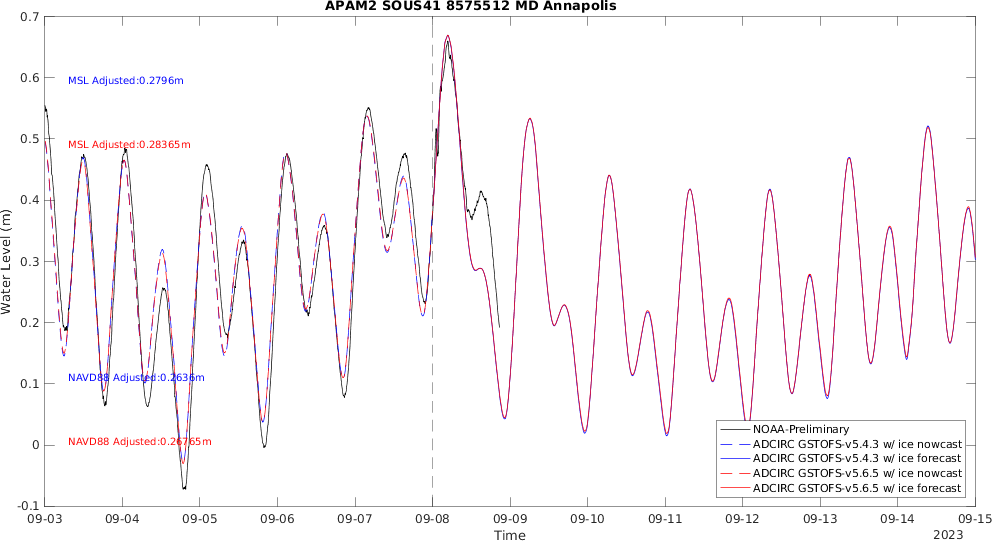 APAM2 SOUS41 8575512 MD Annapolis
0.7
0.6
0.5
0.4
0.3
0.2
0.1
0
-0.1
Water Level (m)
MSL Adjusted:0.2796m
MSL Adjusted:0.28365m
NAVD88 Adjusted:0.2636m
NAVD88 Adjusted:0.26765m
NOAA-Preliminary
ADCIRC GSTOFS-v5.4.3 w/ ice nowcast
ADCIRC GSTOFS-v5.4.3 w/ ice forecast
ADCIRC GSTOFS-v5.6.5 w/ ice nowcast
ADCIRC GSTOFS-v5.6.5 w/ ice forecast
09-03 09-04 09-05 09-06 09-07 09-08 09-09 09-10 09-11 09-12 09-13 09-14 09-15
Time
2023